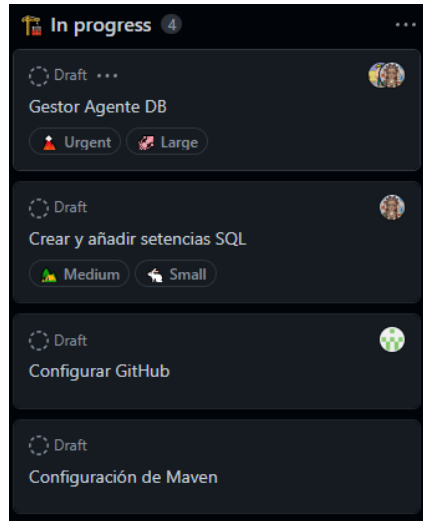 In progress 4
Draft
Gestor Agente DB
Urgent Large
Draft
Crear y añadir setencias SQL
Medium Small
Draft
Configurar GitHub
Draft
Configuración de Maven